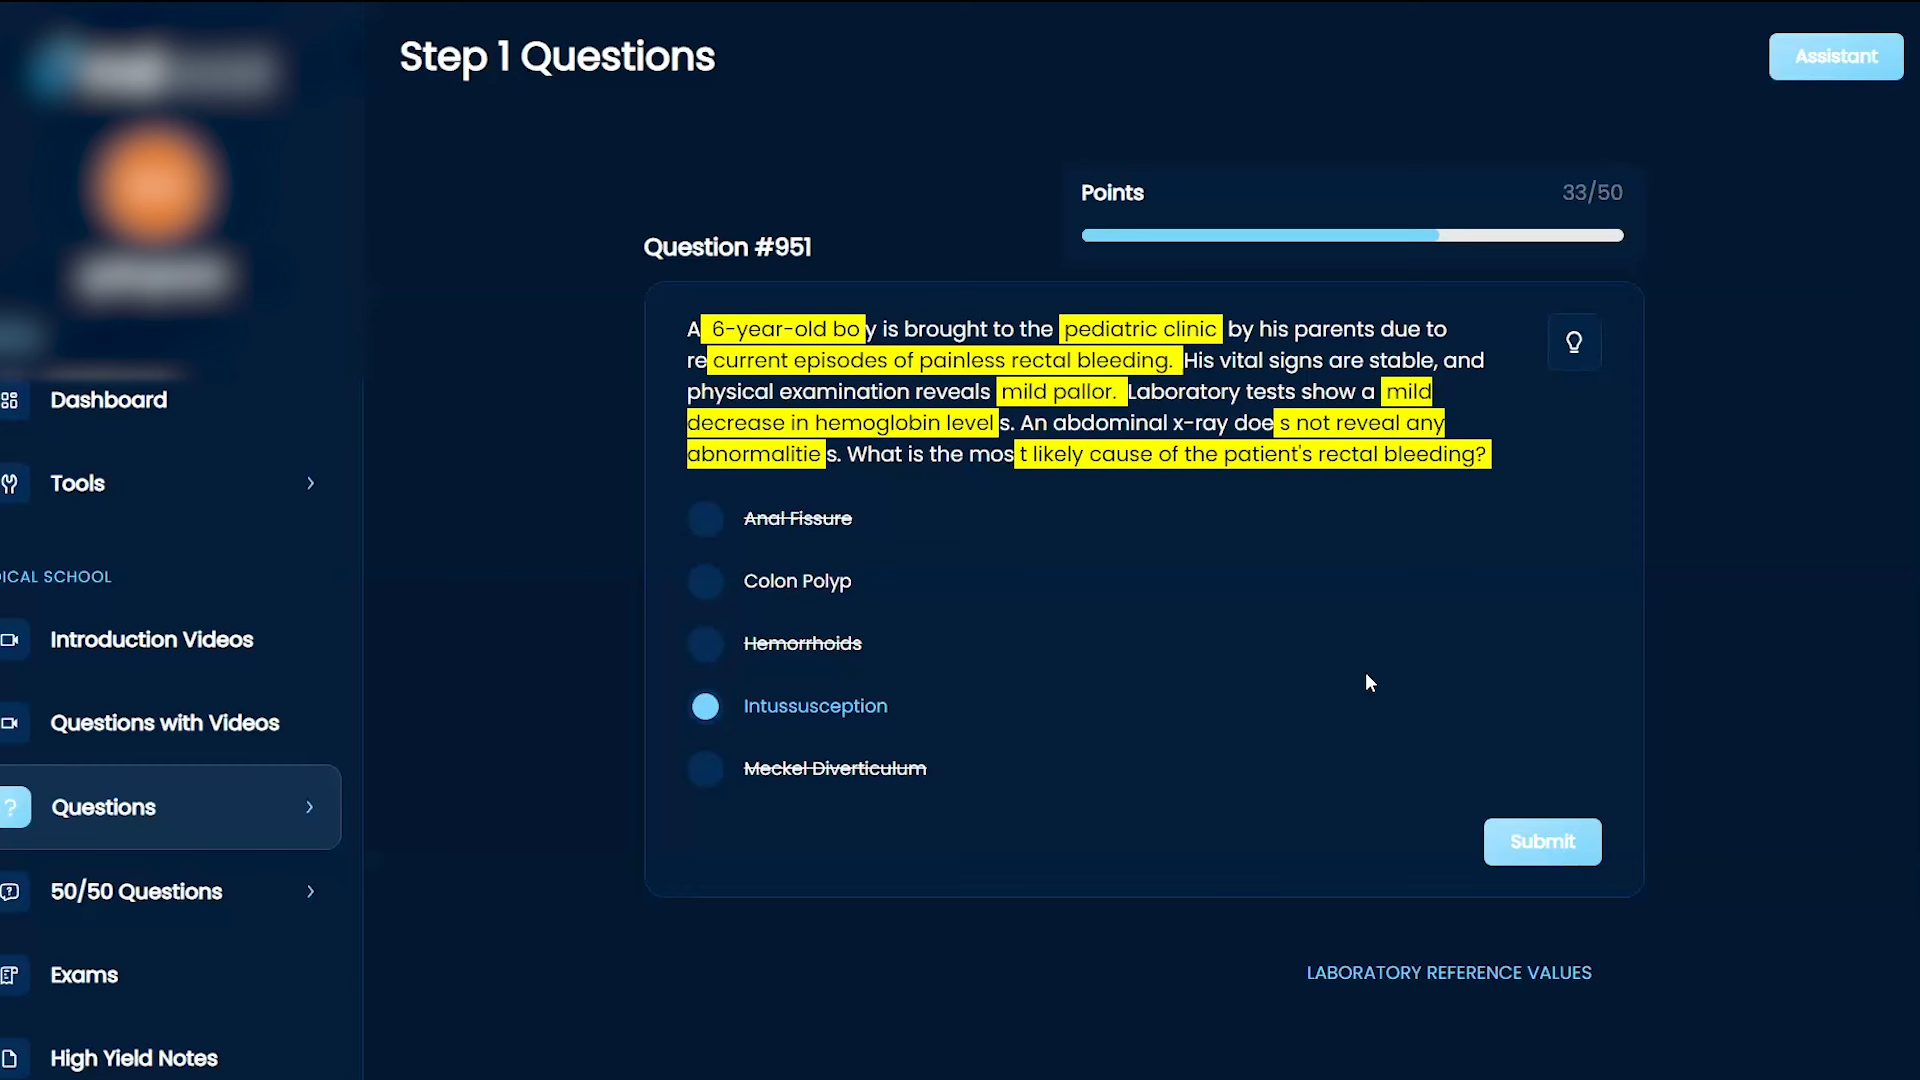 Step 1 Questions
Assistant
Points
33/50
Question #951
A 6-year-old boy is brought to the pediatric clinic by his parents due to
recurrent episodes of painless rectal bleeding. His vital signs are stable, and
physical examination reveals mild pallor. Laboratory tests show a mild
decrease in hemoglobin levels. An abdominal x-ray does not reveal any
abnormalities. What is the most likely cause of the patient's rectal bleeding?
Anal Fissure
Colon Polyp
Hemorrhoids
Intussusception
Meckel Diverticulum
Submit
LABORATORY REFERENCE VALUES
Dashboard
Tools
ICAL SCHOOL
Introduction Videos
Questions with Videos
Questions
50/50 Questions
Exams
High Yield Notes